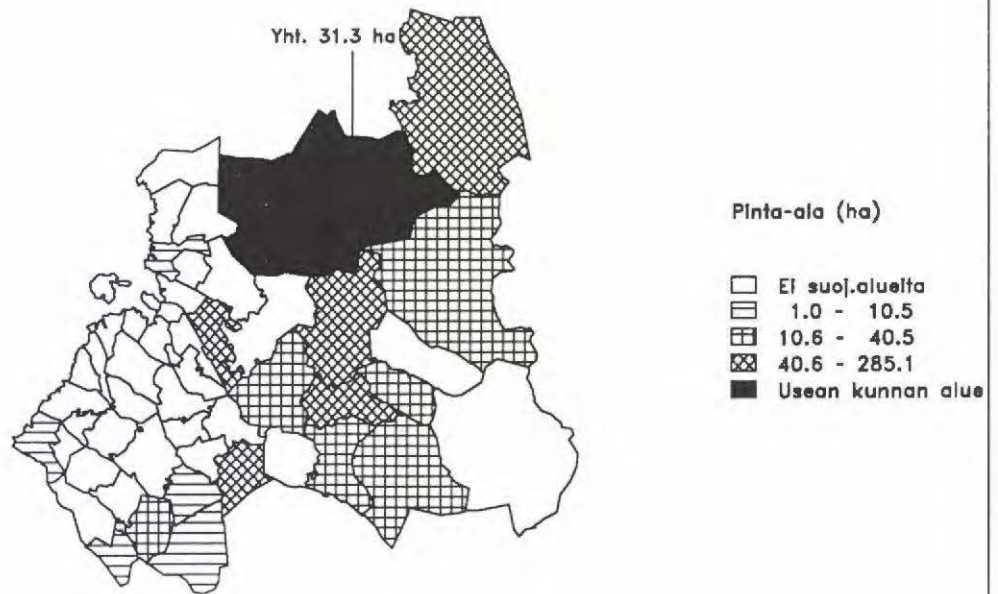 Yht. 31.3 ha
Pinta-ala (ha)
Ei suoj.alueita
1.0 - 10.5
10.6 - 40.5
40.6 - 285.1
Usean kunnan alue